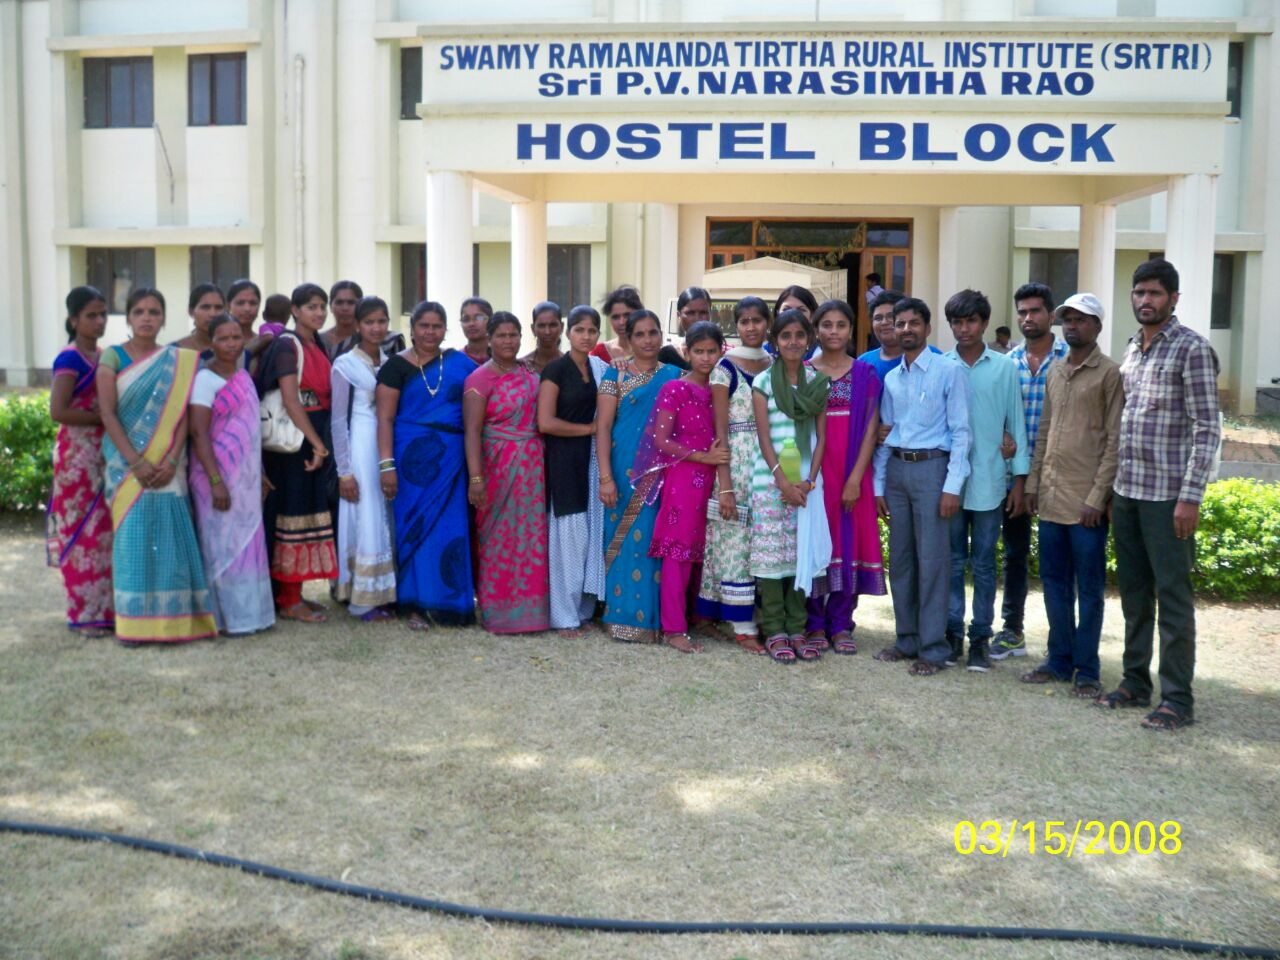 SWAMY RAMANANDA TIRTHA RURAL INSTITUTE (SRTRI)
Sri P.V. NARASIMHA RAO
HOSTEL BLOCK
03/15/2008